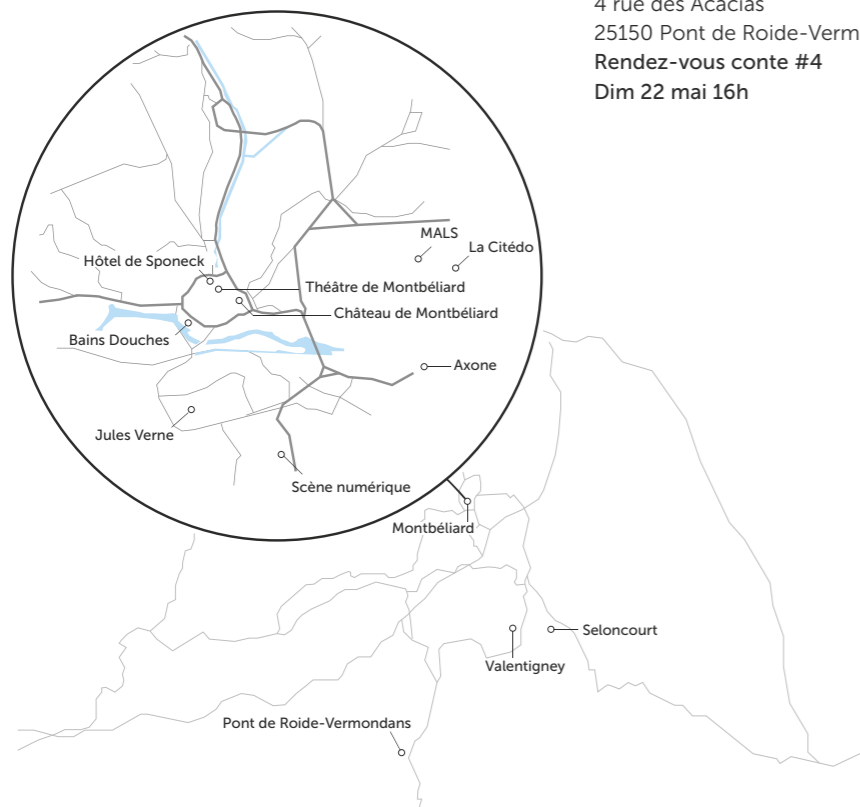 4 rue des Acacias
25150 Pont de Roide-Verm
Rendez-vous conte #4
Dim 22 mai 16h
MALS
La Citédo
Hôtel de Sponeck
Théâtre de Montbéliard
Château de Montbéliard
Bains Douches
Axone
Jules Verne
Scène numérique
Montbéliard
Seloncourt
Valentigney
Pont de Roide-Vermondans